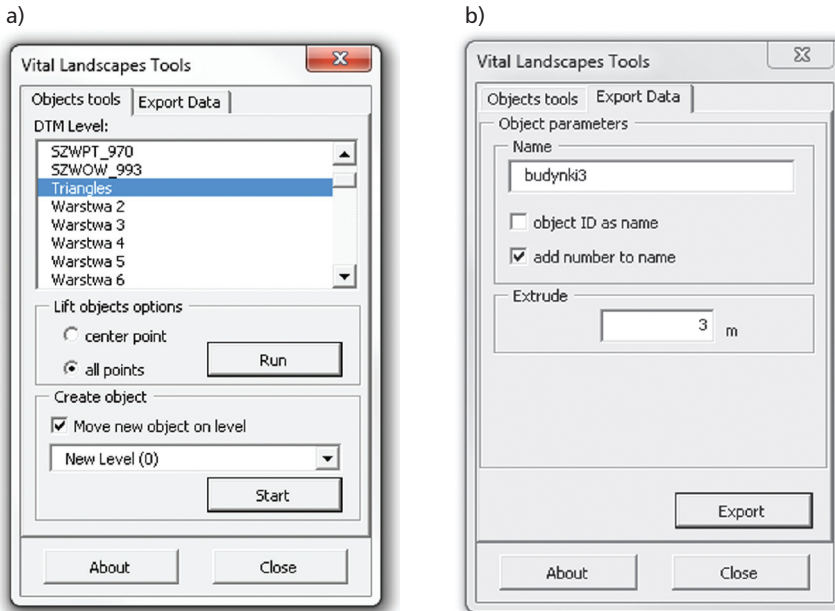 a)
Vital Landscapes Tools
Objects tools
Export Data
DTM Level:
SZWPT_970
SZWOW_993
Triangles
Warstwa 2
Warstwa 3
Warstwa 4
Warstwa 5
Warstwa 6
Lift objects options
center point
all points
Run
Create object
Move new object on level
New Level (0)
Start
About
Close
b)
Vital Landscapes Tools
Objects tools
Export Data
Object parameters
Name
budynki3
object ID as name
add number to name
Extrude
3 m
Export
About
Close